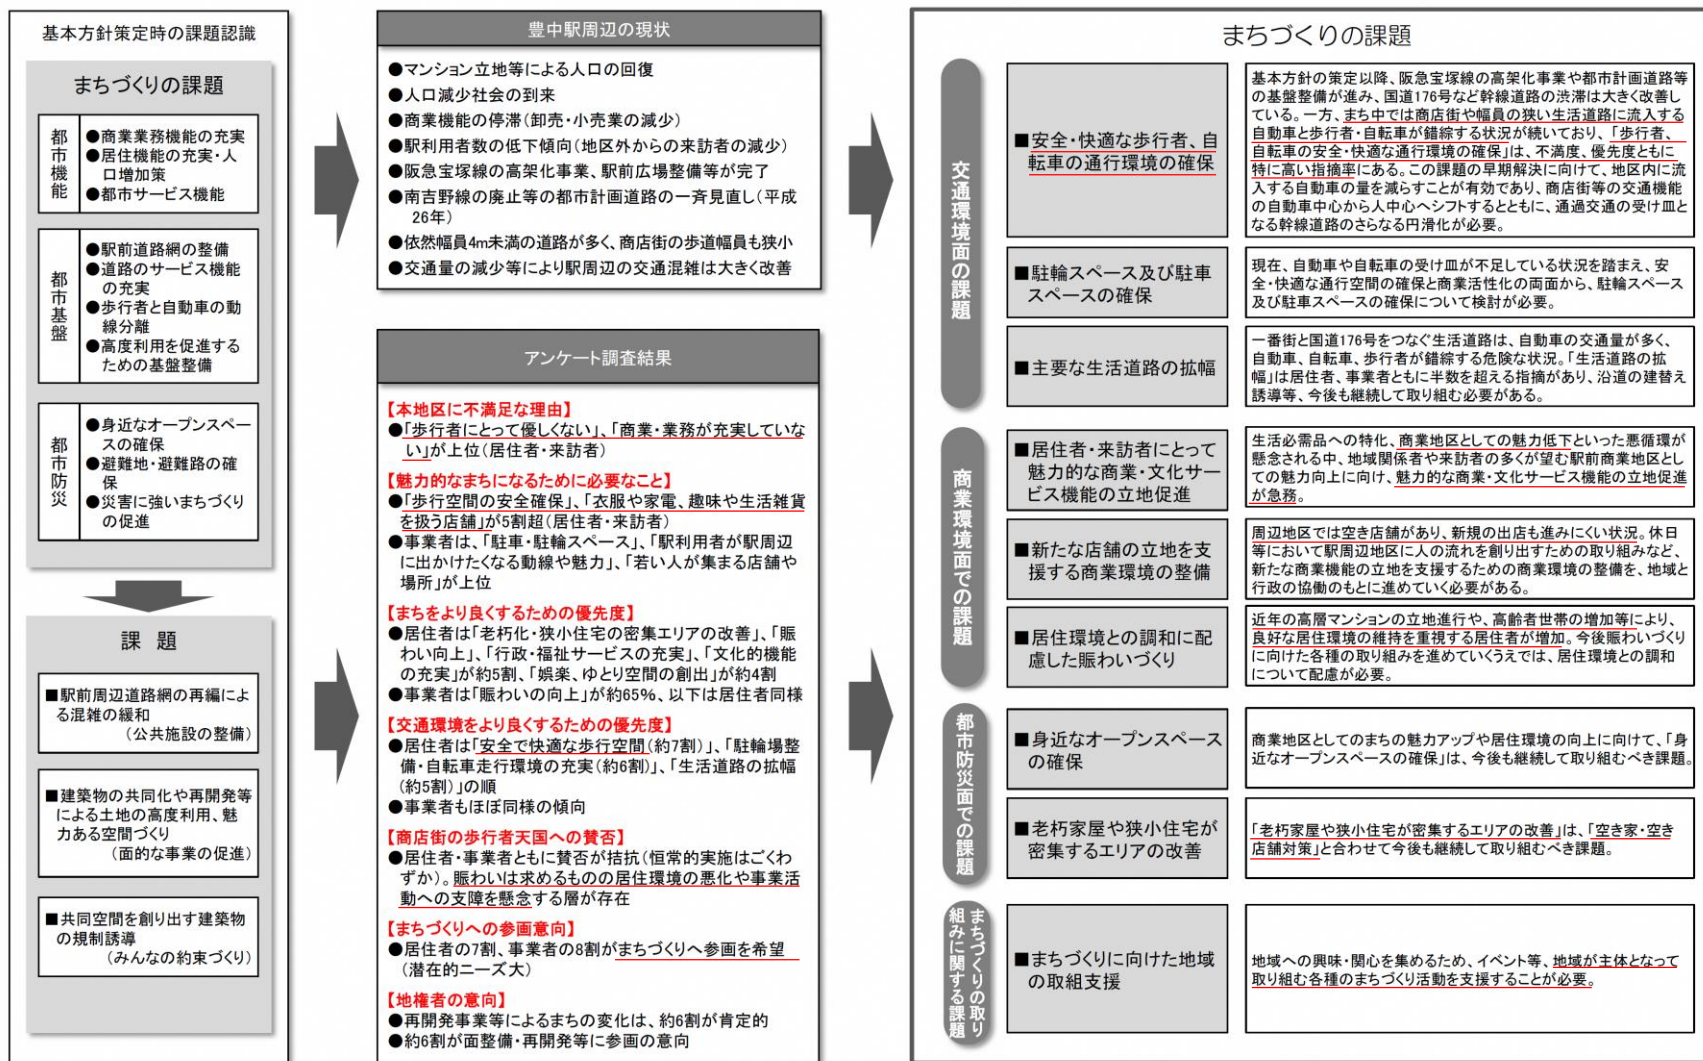 基本方針策定時の課題認識
まちづくりの課題
都市機能
●商業業務機能の充実
●居住機能の充実・人
口増加策
●都市サービス機能
都市基盤
●駅前道路網の整備
●道路のサービス機能
の充実
●歩行者と自動車の動
線分離
●高度利用を促進する
ための基盤整備
都市防災
●身近なオープンスペー
スの確保
●避難地・避難路の確
保
●災害に強いまちづくり
の促進
課 題
■駅前周辺道路網の再編によ
る混雑の緩和
(公共施設の整備)
■建築物の共同化や再開発等
による土地の高度利用、魅
力ある空間づくり
(面的な事業の促進)
■共同空間を創り出す建築物
の規制誘導
(みんなの約束づくり)
豊中駅周辺の現状
●マンション立地等による人口の回復
●人口減少社会の到来
●商業機能の停滞(卸売・小売業の減少)
●駅利用者数の低下傾向(地区外からの来訪者の減少)
●阪急宝塚線の高架化事業、駅前広場整備等が完了
●南吉野線の廃止等の都市計画道路の一斉見直し(平成
26年)
●依然幅員4m未満の道路が多く、商店街の歩道幅員も狭小
●交通量の減少等により駅周辺の交通混雑は大きく改善
アンケート調査結果
【本地区に不満足な理由】
●「歩行者にとって優しくない」、「商業・業務が充実していな
い」が上位(居住者・来訪者)
【魅力的なまちになるために必要なこと】
●「歩行空間の安全確保」、「衣服や家電、趣味や生活雑貨
を扱う店舗」が5割超(居住者・来訪者)
●事業者は、「駐車・駐輪スペース」、「駅利用者が駅周辺
に出かけたくなる動線や魅力」、「若い人が集まる店舗や
場所」が上位
【まちをより良くするための優先度】
●居住者は「老朽化・狭小住宅の密集エリアの改善」、「賑
わい向上」、「行政・福祉サービスの充実」、「文化的機能
の充実」が約5割、「娯楽、ゆとり空間の創出」が約4割
●事業者は「賑わいの向上」が約65%、以下は居住者同様
【交通環境をより良くするための優先度】
●居住者は「安全で快適な歩行空間(約7割)」、「駐輪場整
備・自転車走行環境の充実(約6割)」、「生活道路の拡幅
(約5割)」の順
●事業者もほぼ同様の傾向
【商店街の歩行者天国への賛否】
●居住者・事業者ともに賛否が拮抗(恒常的実施はごくわ
ずか)。賑わいは求めるものの居住環境の悪化や事業活
動への支障を懸念する層が存在
【まちづくりへの参画意向】
●居住者の7割、事業者の8割がまちづくりへ参画を希望
(潜在的ニーズ大)
【地権者の意向】
●再開発事業等によるまちの変化は、約6割が肯定的
●約6割が面整備・再開発等に参画の意向
まちづくりの課題
交通環境面の課題
■安全・快適な歩行者、自
転車の通行環境の確保
基本方針の策定以降、阪急宝塚線の高架化事業や都市計画道路等
の基盤整備が進み、国道176号など幹線道路の渋滞は大きく改善し
ている。一方、まち中では商店街や幅員の狭い生活道路に流入する
自動車と歩行者・自転車が錯綜する状況が続いており、「歩行者、
自転車の安全・快適な通行環境の確保」は、不満度、優先度ともに
特に高い指摘率にある。この課題の早期解決に向けて、地区内に流
入する自動車の量を減らすことが有効であり、商店街等の交通機能
の自動車中心から人中心へシフトするとともに、通過交通の受け皿と
なる幹線道路のさらなる円滑化が必要。
■駐輪スペース及び駐車
スペースの確保
現在、自動車や自転車の受け皿が不足している状況を踏まえ、安
全・快適な通行空間の確保と商業活性化の両面から、駐輪スペース
及び駐車スペースの確保について検討が必要。
■主要な生活道路の拡幅
一番街と国道176号をつなぐ生活道路は、自動車の交通量が多く、
自動車、自転車、歩行者が錯綜する危険な状況。「生活道路の拡
幅」は居住者、事業者ともに半数を超える指摘があり、沿道の建替え
誘導等、今後も継続して取り組む必要がある。
商業環境面での課題
■居住者・来訪者にとって
魅力的な商業・文化サー
ビス機能の立地促進
生活必需品への特化、商業地区としての魅力低下といった悪循環が
懸念される中、地域関係者や来訪者の多くが望む駅前商業地区とし
ての魅力向上に向け、魅力的な商業・文化サービス機能の立地促進
が急務。
■新たな店舗の立地を支
援する商業環境の整備
周辺地区では空き店舗があり、新規の出店も進みにくい状況。休日
等において駅周辺地区に人の流れを創り出すための取り組みなど、
新たな商業機能の立地を支援するための商業環境の整備を、地域と
行政の協働のもとに進めていく必要がある。
■居住環境との調和に配
慮した賑わいづくり
近年の高層マンションの立地進行や、高齢者世帯の増加等により、
良好な居住環境の維持を重視する居住者が増加。今後賑わいづくり
に向けた各種の取り組みを進めていくうえでは、居住環境との調和
について配慮が必要。
都市防災面での課題
■身近なオープンスペース
の確保
商業地区としてのまちの魅力アップや居住環境の向上に向けて、「身
近なオープンスペースの確保」は、今後も継続して取り組むべき課題。
■老朽家屋や狭小住宅が
密集するエリアの改善
「老朽家屋や狭小住宅が密集するエリアの改善」は、「空き家・空き
店舗対策」と合わせて今後も継続して取り組むべき課題。
まちづくりの取り
組みに関する課題
■まちづくりに向けた地域
の取組支援
地域への興味・関心を集めるため、イベント等、地域が主体となって
取り組む各種のまちづくり活動を支援することが必要。